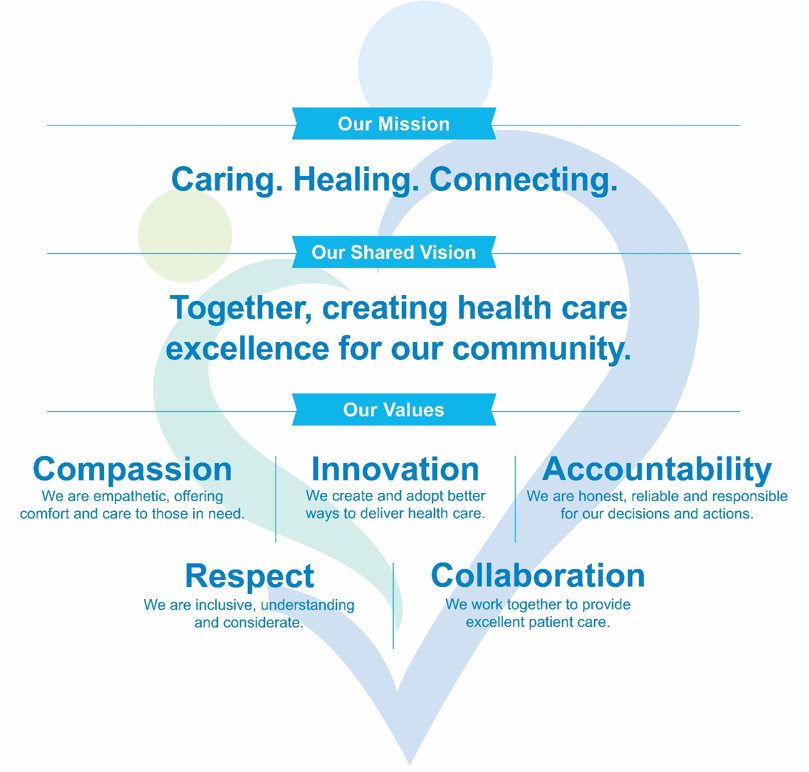 Our Mission
Caring. Healing. Connecting.
Our Shared Vision
Together, creating health care
excellence for our community.
Our Values
Compassion
We are empathetic, offering
comfort and care to those in need.
Innovation
We create and adopt better
ways to deliver health care.
Accountability
We are honest, reliable and responsible
for our decisions and actions.
Respect
We are inclusive, understanding
and considerate.
Collaboration
We work together to provide
excellent patient care.